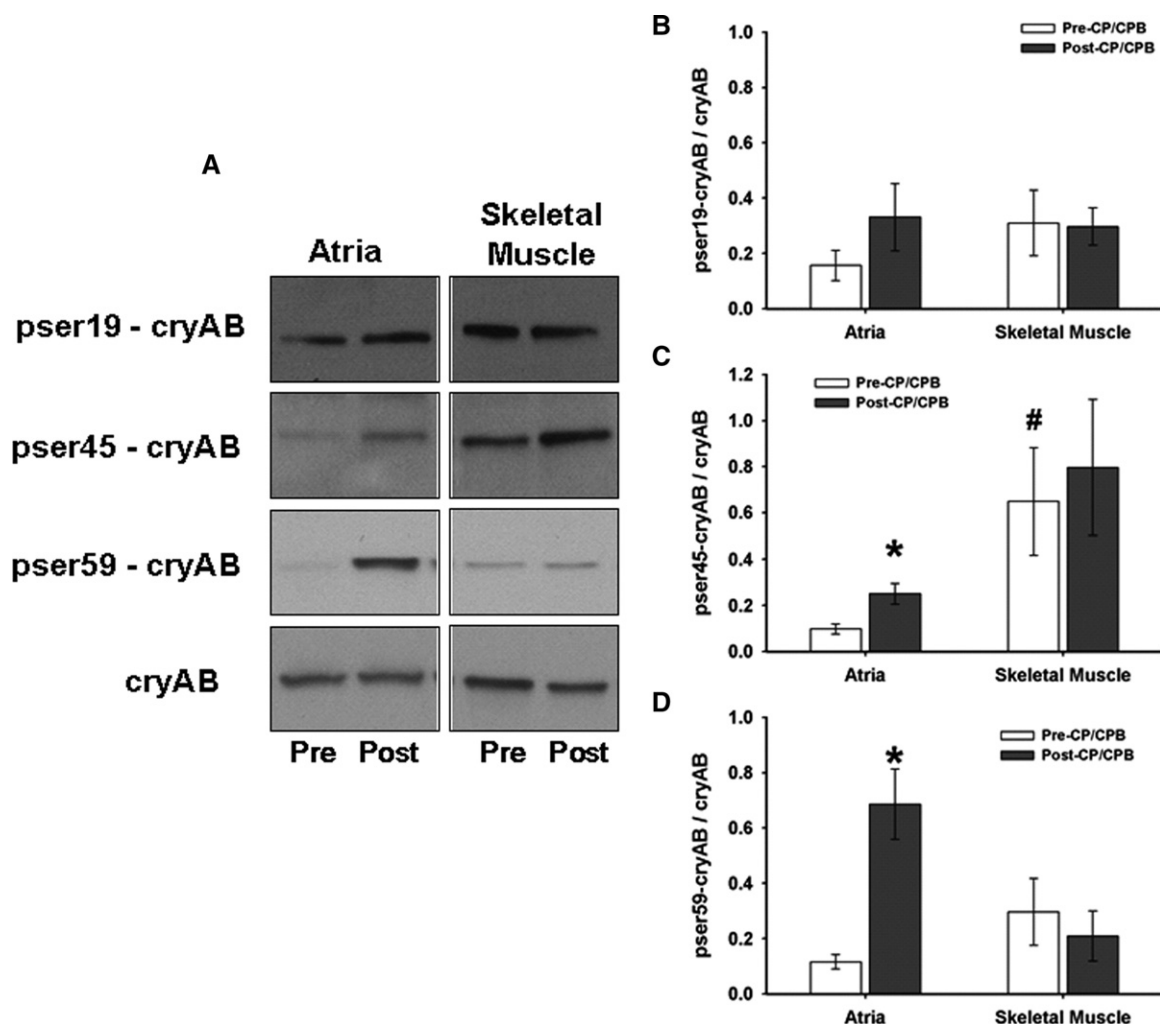 A
Atria
Skeletal
Muscle
pser19 - cryAB
pser45 - cryAB
pser59 - cryAB
cryAB
Pre Post Pre Post
B
pser19-cryAB / cryAB
1.0
0.8
0.6
0.4
0.2
0.0
Pre-CP/CPB
Post-CP/CPB
Atria Skeletal Muscle
C
pser45-cryAB / cryAB
1.2
1.0
0.8
0.6
0.4
0.2
0.0
Pre-CP/CPB
Post-CP/CPB
*
#
Atria Skeletal Muscle
D
pser59-cryAB / cryAB
1.0
0.8
0.6
0.4
0.2
0.0
Pre-CP/CPB
Post-CP/CPB
*
Atria Skeletal Muscle